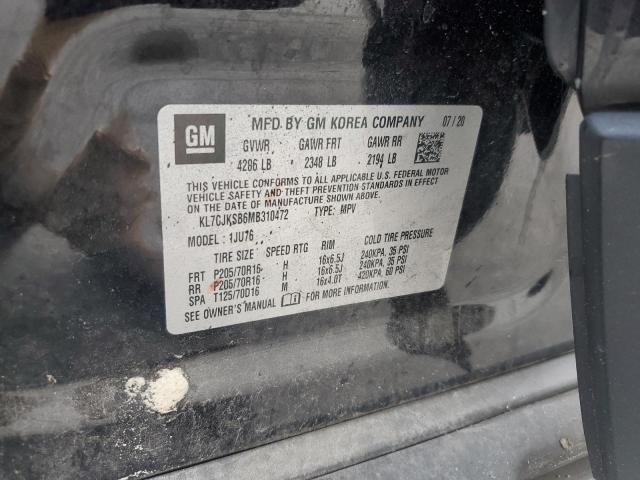 GM MFD BY GM KOREA COMPANY 07/20
GVWR GAWR FRT GAWR RR
4286 LB 2348 LB 2194 LB
THIS VEHICLE CONFORMS TO ALL APPLICABLE U.S. FEDERAL MOTOR
VEHICLE SAFETY AND THEFT PREVENTION STANDARDS IN EFFECT
ON THE DATE OF MANUFACTURE SHOWN ABOVE.
KL7CJKSB6MB310472 TYPE: MPV
MODEL: 1JU76
TIRE SIZE SPEED RTG RIM COLD TIRE PRESSURE
FRT P205/70R16 H 16x6.5J 240KPA, 35 PSI
RR P205/70R16 H 16x6.5J 240KPA, 35 PSI
SPA T125/70D16 M 16x4.0T 420KPA, 60 PSI
SEE OWNER'S MANUAL FOR MORE INFORMATION